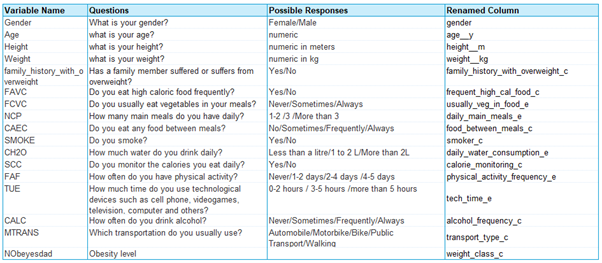 Variable Name Questions Possible Responses Renamed Column
Gender What is your gender? Female/Male gender
Age what is your age? numeric age__y
Height what is your height? numeric in meters height__m
Weight what is your weight? numeric in kg weight__kg
family_history_with_o Has a family member suffered or suffers from Yes/No family_history_with_overweight_c
verweight overweight?
FAVC Do you eat high caloric food frequently? Yes/No frequent_high_cal_food_c
FCVC Do you usually eat vegetables in your meals? Never/Sometimes/Always usually_veg_in_food_e
NCP How many main meals do you have daily? 1-2 /3 /More than 3 daily_main_meals_e
CAEC Do you eat any food between meals? No/Sometimes/Frequently/Always food_between_meals_c
SMOKE Do you smoke? Yes/No smoker_c
CH2O How much water do you drink daily? Less than a litre/1 to 2 L/More than 2L daily_water_consumption_e
SCC Do you monitor the calories you eat daily? Yes/No calorie_monitoring_c
FAF How often do you have physical activity? Never/1-2 days/2-4 days /4-5 days physical_activity_frequency_e
TUE How much time do you use technological 0-2 hours / 3-5 hours /more than 5 hours
devices such as cell phone, videogames, tech_time_e
television, computer and others?
CALC How often do you drink alcohol? Never/Sometimes/Frequently/Always alcohol_frequency_c
MTRANS Which transportation do you usually use? Automobile/Motorbike/Bike/Public transport_type_c
Transport/Walking
NObeyesdad Obesity level weight_class_c